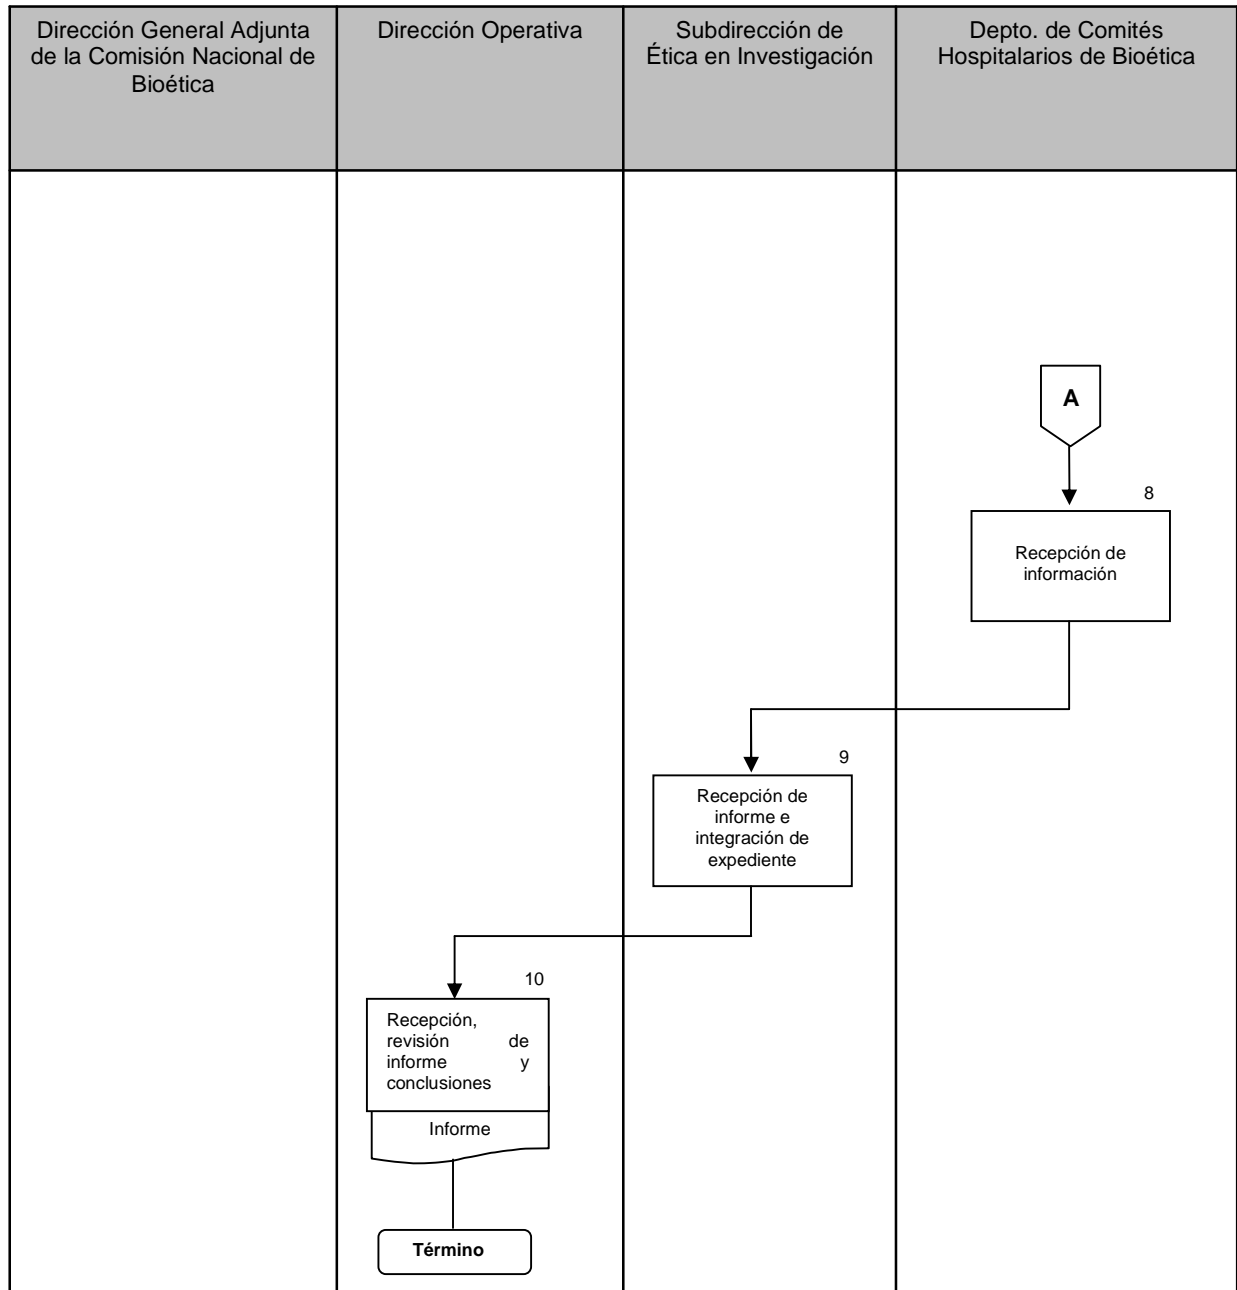 Dirección General Adjunta
de la Comisión Nacional de
Bioética
Dirección Operativa
Subdirección de
Ética en Investigación
Depto. de Comités
Hospitalarios de Bioética
A
8
Recepción de
información
9
Recepción de
informe e
integración de
expediente
10
Recepción,
revisión de
informe y
conclusiones
Informe
Término